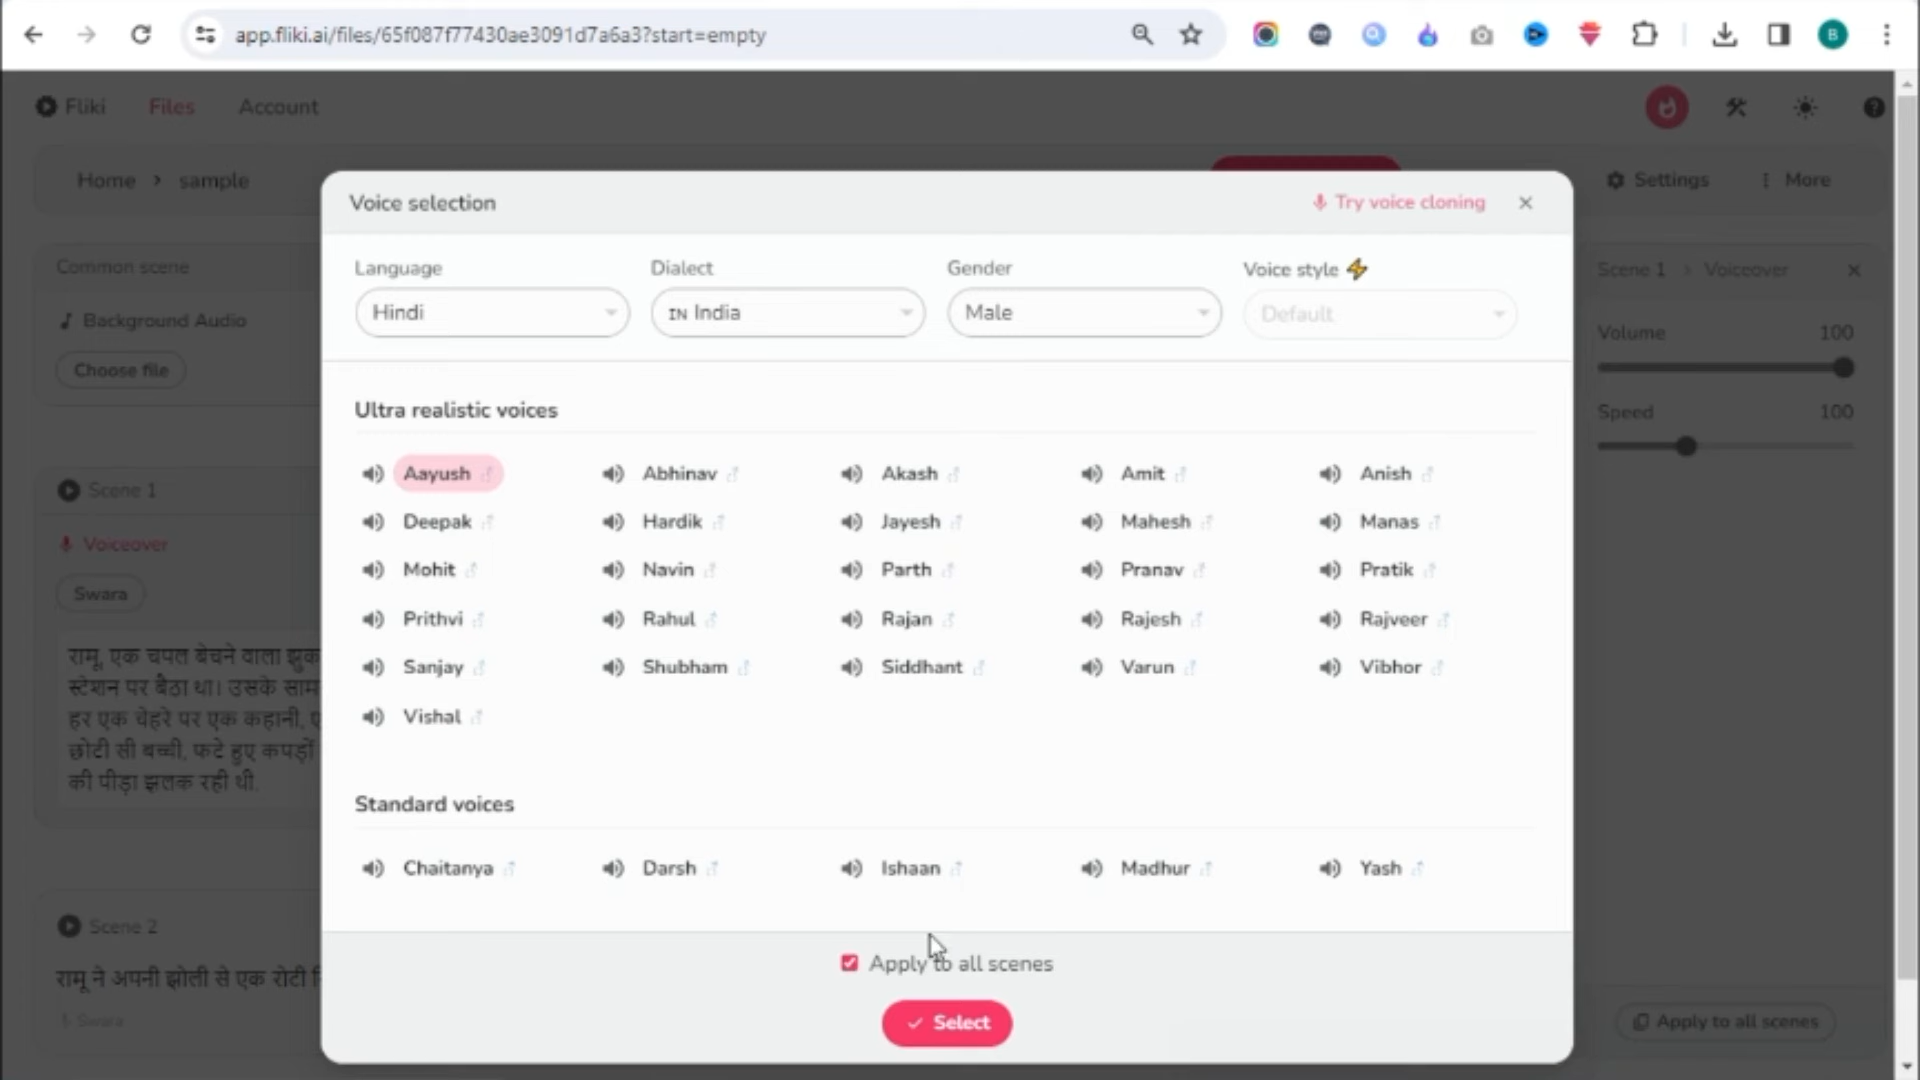 app.fliki.ai/files/65f087f77430ae3091d7a6a3?start=empty
B
Fliki Files Account
Home > sample
Settings More
Voice selection
Try voice cloning
Language Dialect Gender Voice style
Hindi IN India Male Default
Ultra realistic voices
Aayush Abhinav Akash Amit Anish
Deepak Hardik Jayesh Mahesh Manas
Mohit Navin Parth Pranav Pratik
Prithvi Rahul Rajan Rajesh Rajveer
Sanjay Shubham Siddhant Varun Vibhor
Vishal
Standard voices
Chaitanya Darsh Ishaan Madhur Yash
Apply to all scenes
Select
Common scene
Background Audio
Choose file
Scene 1
Voiceover
Swara
रामू, एक चपल बेचने वाला झुक
स्टेशन पर बैठा था। उसके साम
हर एक चेहरे पर एक कहानी, ए
छोटी सी बच्ची, फटे हुए कपड़ों
की पीड़ा झलक रही थी.
Scene 2
रामू ने अपनी झोली से एक रोटी नि
Swara
Scene 1 > Voiceover
Volume 100
Speed 100
Apply to all scenes